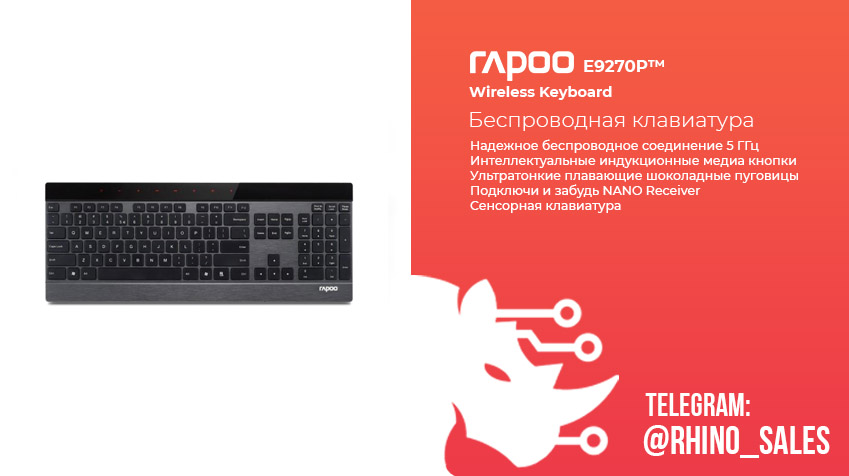 rapoo E9270P™
Wireless Keyboard
Беспроводная клавиатура
Надежное беспроводное соединение 5 ГГц
Интеллектуальные индукционные медиа кнопки
Ультратонкие плавающие шоколадные пуговицы
Подключи и забудь NANO Receiver
Сенсорная клавиатура
rapoo
TELEGRAM:
@RHINO_SALES